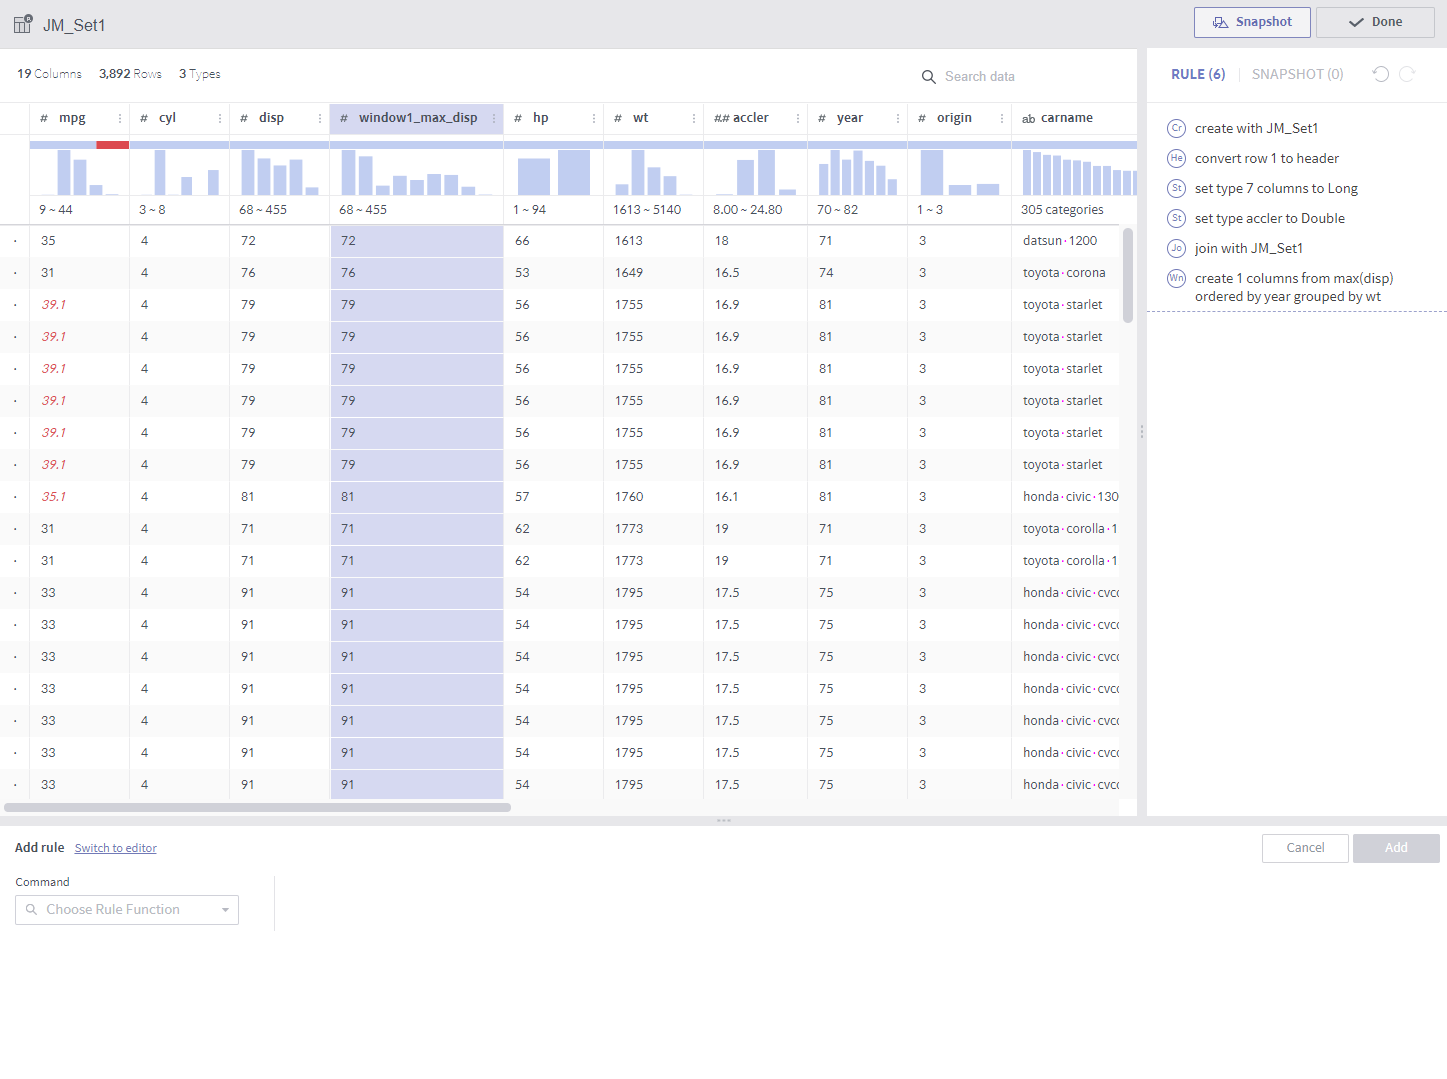 JM_Set1
Snapshot
Done
19 Columns 3,892 Rows 3 Types
Search data
RULE (6) SNAPSHOT (0)
# mpg # cyl # disp # window1_max_disp # hp # wt ## accler # year # origin ab carname
9 ~ 44 3 ~ 8 68 ~ 455 68 ~ 455 1 ~ 94 1613 ~ 5140 8.00 ~ 24.80 70 ~ 82 1 ~ 3 305 categories
35 4 72 72 66 1613 18 71 3 datsun·1200
31 4 76 76 53 1649 16.5 74 3 toyota·corona
39.1 4 79 79 56 1755 16.9 81 3 toyota·starlet
39.1 4 79 79 56 1755 16.9 81 3 toyota·starlet
39.1 4 79 79 56 1755 16.9 81 3 toyota·starlet
39.1 4 79 79 56 1755 16.9 81 3 toyota·starlet
39.1 4 79 79 56 1755 16.9 81 3 toyota·starlet
39.1 4 79 79 56 1755 16.9 81 3 toyota·starlet
35.1 4 81 81 57 1760 16.1 81 3 honda·civic·130
31 4 71 71 62 1773 19 71 3 toyota·corolla·1
31 4 71 71 62 1773 19 71 3 toyota·corolla·1
33 4 91 91 54 1795 17.5 75 3 honda·civic·cvcc
33 4 91 91 54 1795 17.5 75 3 honda·civic·cvcc
33 4 91 91 54 1795 17.5 75 3 honda·civic·cvcc
33 4 91 91 54 1795 17.5 75 3 honda·civic·cvcc
33 4 91 91 54 1795 17.5 75 3 honda·civic·cvcc
33 4 91 91 54 1795 17.5 75 3 honda·civic·cvcc
33 4 91 91 54 1795 17.5 75 3 honda·civic·cvcc
Cr create with JM_Set1
He convert row 1 to header
St set type 7 columns to Long
St set type accler to Double
Jo join with JM_Set1
Wn create 1 columns from max(disp)
ordered by year grouped by wt
Add rule Switch to editor
Cancel
Add
Command
Choose Rule Function